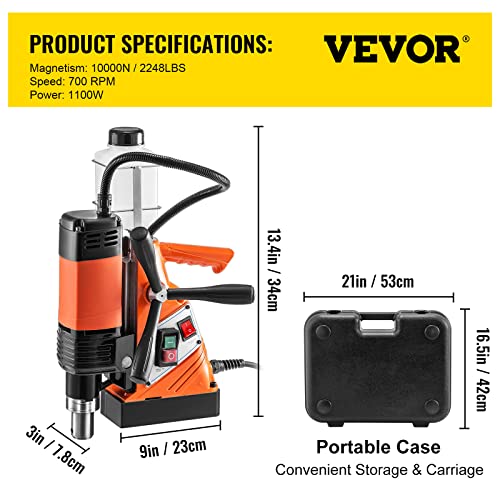 PRODUCT SPECIFICATIONS:
Magnetism: 10000N / 2248LBS
Speed: 700 RPM
Power: 1100W
VEVOR®
13.4in / 34cm
21in / 53cm
16.5in / 42cm
3in / 7.8cm
9in / 23cm
Portable Case
Convenient Storage & Carriage